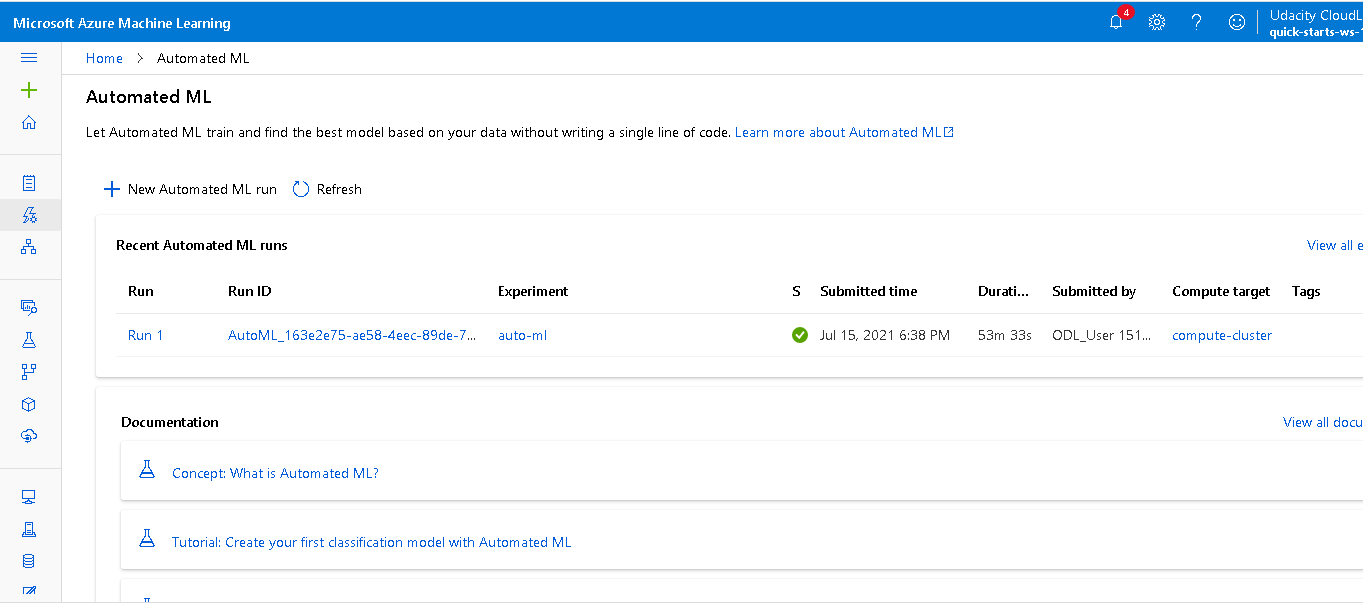 Microsoft Azure Machine Learning
4
Udacity CloudL
quick-starts-ws-
Home > Automated ML
Automated ML
Let Automated ML train and find the best model based on your data without writing a single line of code. Learn more about Automated ML
New Automated ML run Refresh
Recent Automated ML runs View all e
Run Run ID Experiment S Submitted time Durati... Submitted by Compute target Tags
Run 1 AutoML_163e2e75-ae58-4eec-89de-7... auto-ml Jul 15, 2021 6:38 PM 53m 33s ODL_User 151... compute-cluster
Documentation View all docu
Concept: What is Automated ML?
Tutorial: Create your first classification model with Automated ML